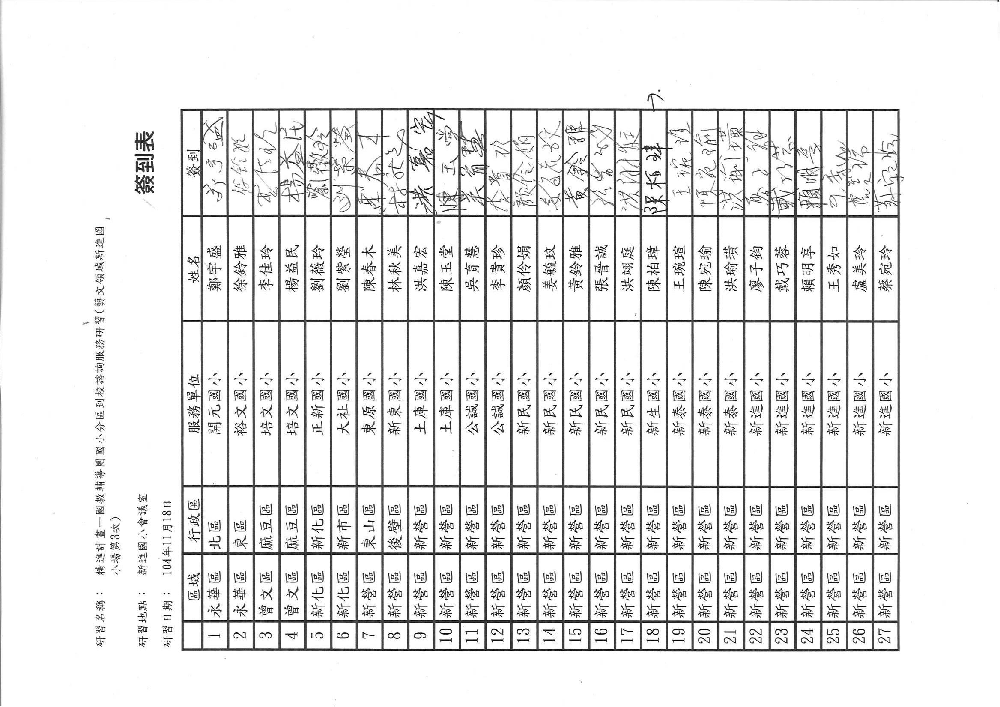 研習名稱： 精進計畫—國教輔導團國小分區到校諮詢服務研習(藝文領域新進國
小場第3次)
簽到表
研習地點： 新進國小會議室
研習日期： 104年11月18日
區域 行政區 服務單位 姓名 簽到
1 永華區 北區 開元國小 鄭宇盛
2 永華區 東區 裕文國小 徐鈴雅
3 曾文區 麻豆區 培文國小 李佳玲
4 曾文區 麻豆區 培文國小 楊益民 楊益民
5 新化區 新化區 正新國小 劉薇玲 劉薇玲
6 新化區 新市區 大社國小 劉紫瑩 劉紫瑩
7 新營區 東山區 東原國小 陳春木 陳春木
8 新營區 後壁區 新東國小 林秋美
9 新營區 新營區 土庫國小 洪嘉宏 洪嘉宏
10 新營區 新營區 土庫國小 陳玉堂 陳玉堂
11 新營區 新營區 公誠國小 吳育慧 吳育慧
12 新營區 新營區 公誠國小 李貴珍 李貴珍
13 新營區 新營區 新民國小 顏伶娟 顏伶娟
14 新營區 新營區 新民國小 姜毓玟 姜毓玟
15 新營區 新營區 新民國小 黃鈴雅 黃鈴雅
16 新營區 新營區 新民國小 張晉誠 張晉誠
17 新營區 新營區 新民國小 洪翊庭 洪翊庭
18 新營區 新營區 新生國小 陳柏璋 陳柏璋
19 新營區 新營區 新泰國小 王琬瑄 王琬瑄
20 新營區 新營區 新泰國小 陳宛瑜 陳宛瑜
21 新營區 新營區 新泰國小 洪瑜璜 洪瑜璜
22 新營區 新營區 新進國小 廖子鈞
23 新營區 新營區 新進國小 戴巧蓉 戴巧蓉
24 新營區 新營區 新進國小 賴明享 賴明享
25 新營區 新營區 新進國小 王秀如
26 新營區 新營區 新進國小 盧美玲
27 新營區 新營區 新進國小 蔡宛玲 蔡宛玲